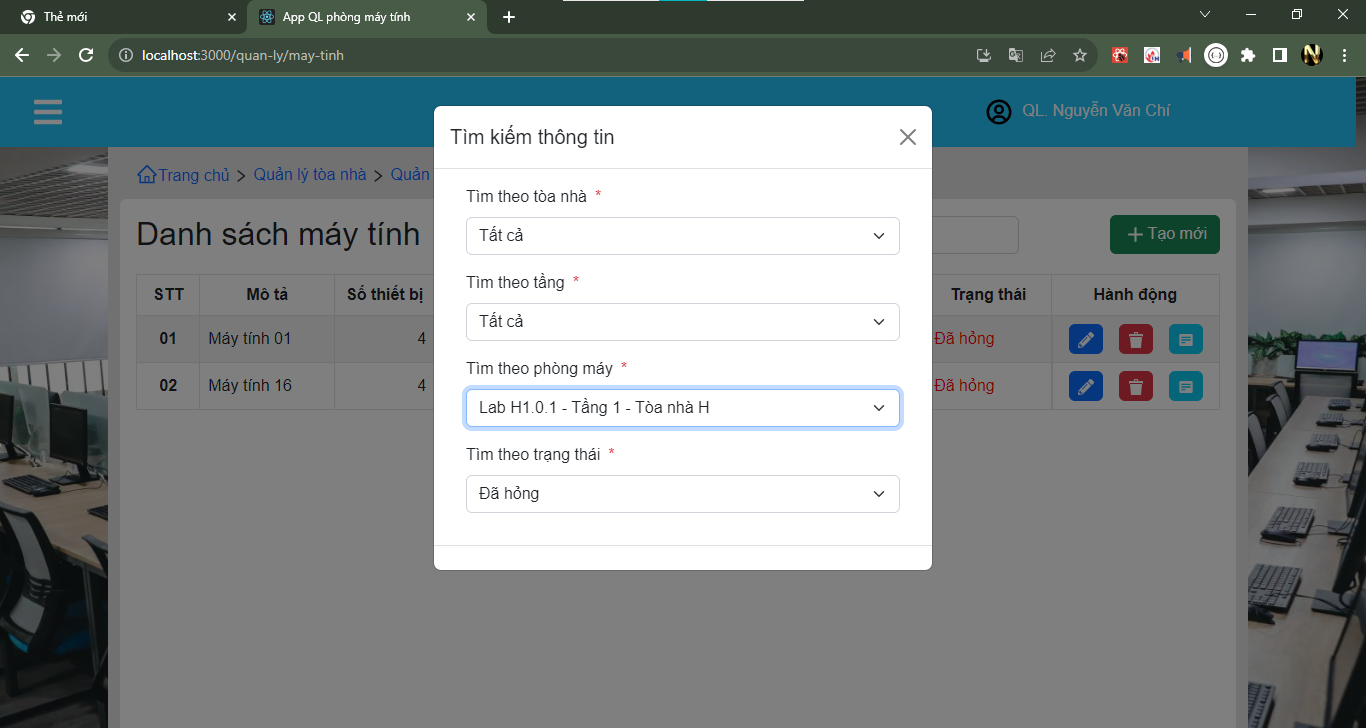 Thẻ mới
App QL phòng máy tính
localhost:3000/quan-ly/may-tinh
QL. Nguyễn Văn Chí
Trang chủ > Quản lý tòa nhà > Quản
Danh sách máy tính
Tạo mới
STT Mô tả Số thiết bị Trạng thái Hành động
01 Máy tính 01 4 Đã hỏng
02 Máy tính 16 4 Đã hỏng
Tìm kiếm thông tin
Tìm theo tòa nhà *
Tất cả
Tìm theo tầng *
Tất cả
Tìm theo phòng máy *
Lab H1.0.1 - Tầng 1 - Tòa nhà H
Tìm theo trạng thái *
Đã hỏng